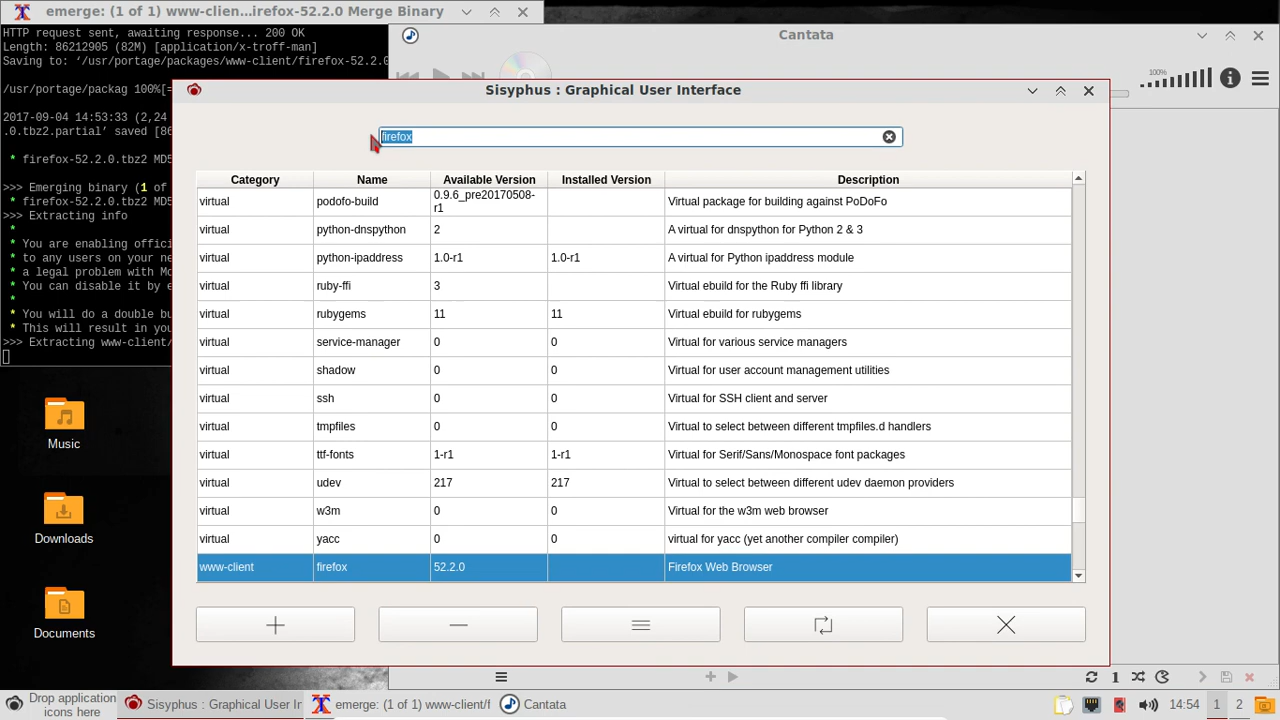 emerge: (1 of 1) www-clien…irefox-52.2.0 Merge Binary
HTTP request sent, awaiting response... 200 OK
Length: 86212905 (82M) [application/x-troff-man]
Saving to: ‘/usr/portage/packages/www-client/firefox-52.2.0
/usr/portage/packag 100%[=
2017-09-04 14:53:33 (2,24
.0.tbz2.partial’ saved [86
* firefox-52.2.0.tbz2 MD5
>>> Emerging binary (1 of
* firefox-52.2.0.tbz2 MD5
>>> Extracting info
*
* You are enabling offici
* to any users on your ne
* a legal problem with Mo
* You can disable it by e
*
* You will do a double bu
* This will result in you
>>> Extracting www-client/
Cantata
100%
Sisyphus : Graphical User Interface
firefox
Category Name Available Version Installed Version Description
virtual podofo-build 0.9.6_pre20170508-r1 Virtual package for building against PoDoFo
virtual python-dnspython 2 A virtual for dnspython for Python 2 & 3
virtual python-ipaddress 1.0-r1 1.0-r1 A virtual for Python ipaddress module
virtual ruby-ffi 3 Virtual ebuild for the Ruby ffi library
virtual rubygems 11 11 Virtual ebuild for rubygems
virtual service-manager 0 0 Virtual for various service managers
virtual shadow 0 0 Virtual for user account management utilities
virtual ssh 0 0 Virtual for SSH client and server
virtual tmpfiles 0 0 Virtual to select between different tmpfiles.d handlers
virtual ttf-fonts 1-r1 1-r1 Virtual for Serif/Sans/Monospace font packages
virtual udev 217 217 Virtual to select between different udev daemon providers
virtual w3m 0 0 Virtual for the w3m web browser
virtual yacc 0 0 virtual for yacc (yet another compiler compiler)
www-client firefox 52.2.0 Firefox Web Browser
Music
Downloads
Documents
1
Drop application
icons here
Sisyphus : Graphical User In
emerge: (1 of 1) www-client/f
Cantata
14:54
1
2